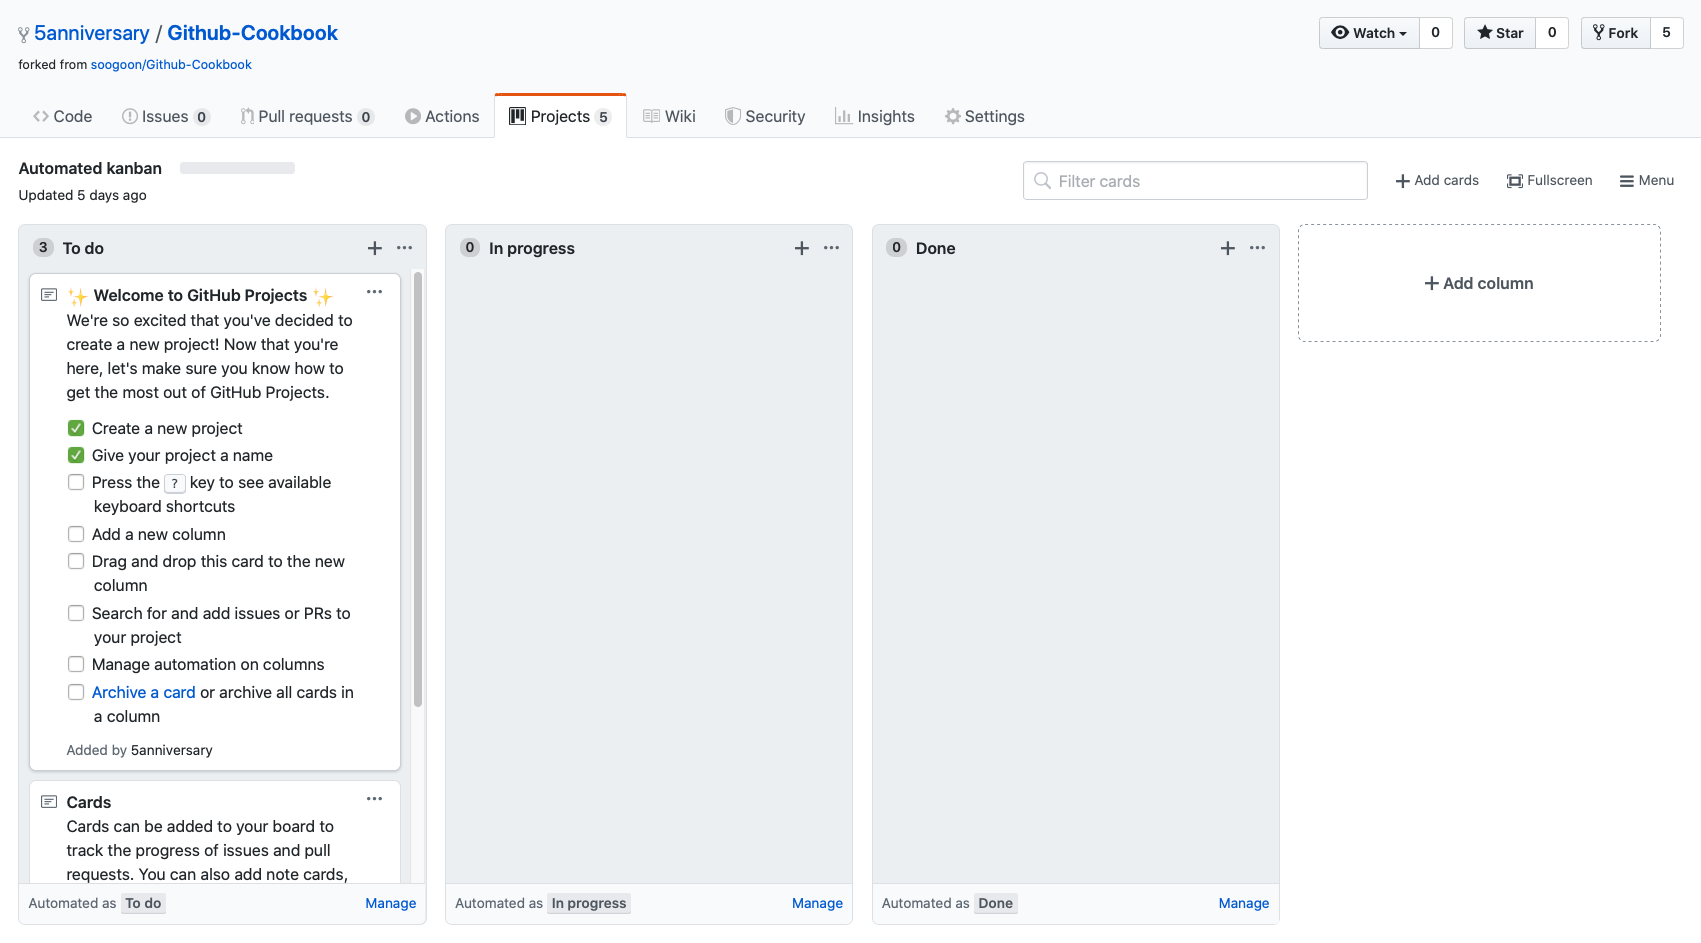 5anniversary / Github-Cookbook
Watch 0 Star 0 Fork 5
forked from soogoon/Github-Cookbook
Code Issues 0 Pull requests 0 Actions Projects 5 Wiki Security Insights Settings
Automated kanban
Updated 5 days ago
Filter cards
Add cards Fullscreen Menu
3 To do
✨ Welcome to GitHub Projects ✨
We're so excited that you've decided to
create a new project! Now that you're
here, let's make sure you know how to
get the most out of GitHub Projects.
Create a new project
Give your project a name
Press the ? key to see available
keyboard shortcuts
Add a new column
Drag and drop this card to the new
column
Search for and add issues or PRs to
your project
Manage automation on columns
Archive a card or archive all cards in
a column
Added by 5anniversary
Cards
Cards can be added to your board to
track the progress of issues and pull
requests. You can also add note cards,
Automated as To do Manage
0 In progress
Automated as In progress Manage
0 Done
Automated as Done Manage
Add column